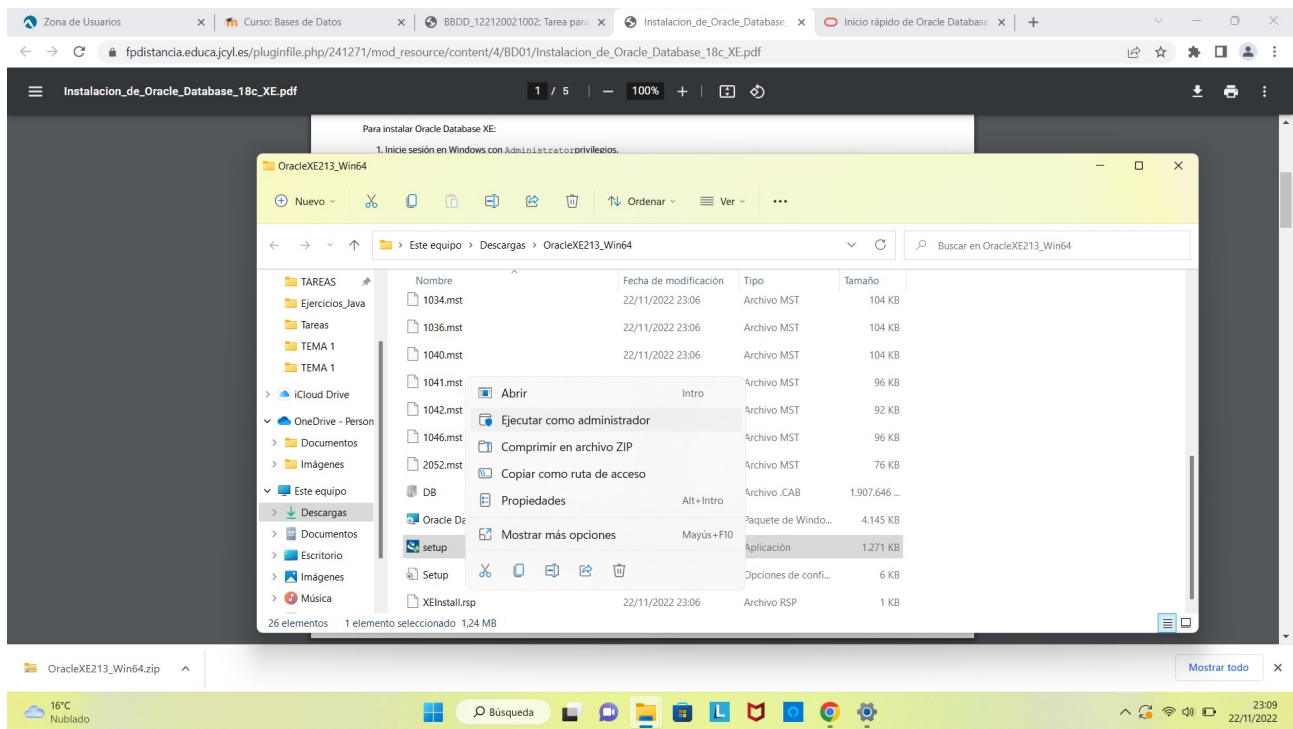 Zona de Usuarios
Curso: Bases de Datos
BBDD_122120021002: Tarea para
Instalacion_de_Oracle_Database_
Inicio rápido de Oracle Database
fpdistancia.educa.jcyl.es/pluginfile.php/241271/mod_resource/content/4/BD01/Instalacion_de_Oracle_Database_18c_XE.pdf
Instalacion_de_Oracle_Database_18c_XE.pdf
1 / 5
100%
Para instalar Oracle Database XE:
1. Inicie sesión en Windows con Administratorprivilegios.
OracleXE213_Win64
Nuevo
Ordenar
Ver
Este equipo > Descargas > OracleXE213_Win64
Buscar en OracleXE213_Win64
TAREAS
Ejercicios_Java
Tareas
TEMA 1
TEMA 1
iCloud Drive
OneDrive - Person
Documentos
Imágenes
Este equipo
Descargas
Documentos
Escritorio
Imágenes
Música
Nombre Fecha de modificación Tipo Tamaño
1034.mst 22/11/2022 23:06 Archivo MST 104 KB
1036.mst 22/11/2022 23:06 Archivo MST 104 KB
1040.mst 22/11/2022 23:06 Archivo MST 104 KB
1041.mst Archivo MST 96 KB
1042.mst Archivo MST 92 KB
1046.mst Archivo MST 96 KB
2052.mst Archivo MST 76 KB
DB Archivo .CAB 1.907.646 ...
Oracle Da Paquete de Windo... 4.145 KB
setup Aplicación 1.271 KB
Setup Opciones de confi... 6 KB
XEInstall.rsp 22/11/2022 23:06 Archivo RSP 1 KB
Abrir Intro
Ejecutar como administrador
Comprimir en archivo ZIP
Copiar como ruta de acceso
Propiedades Alt+Intro
Mostrar más opciones Mayús+F10
26 elementos 1 elemento seleccionado 1,24 MB
OracleXE213_Win64.zip
Mostrar todo
16°C
Nublado
Búsqueda
23:09
22/11/2022